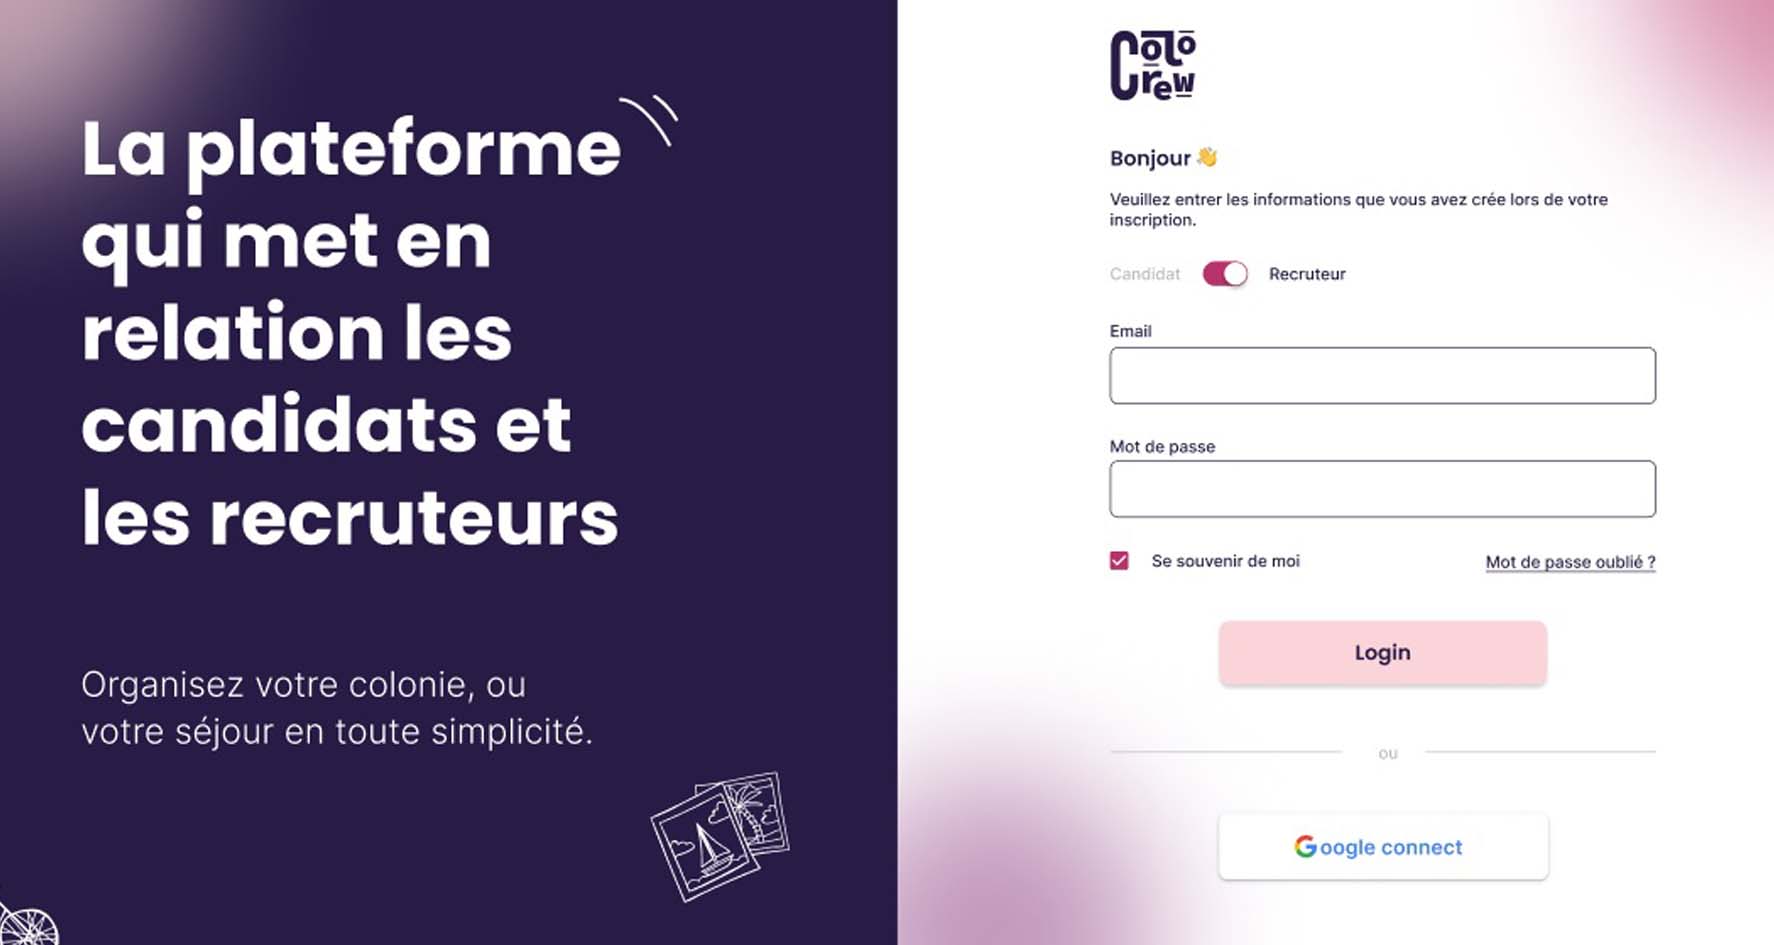 La plateforme
qui met en
relation les
candidats et
les recruteurs
Organisez votre colonie, ou
votre séjour en toute simplicité.
Colo
Crew
Bonjour 👋
Veuillez entrer les informations que vous avez crée lors de votre
inscription.
Candidat Recruteur
Email
Mot de passe
Se souvenir de moi Mot de passe oublié ?
Login
ou
Google connect